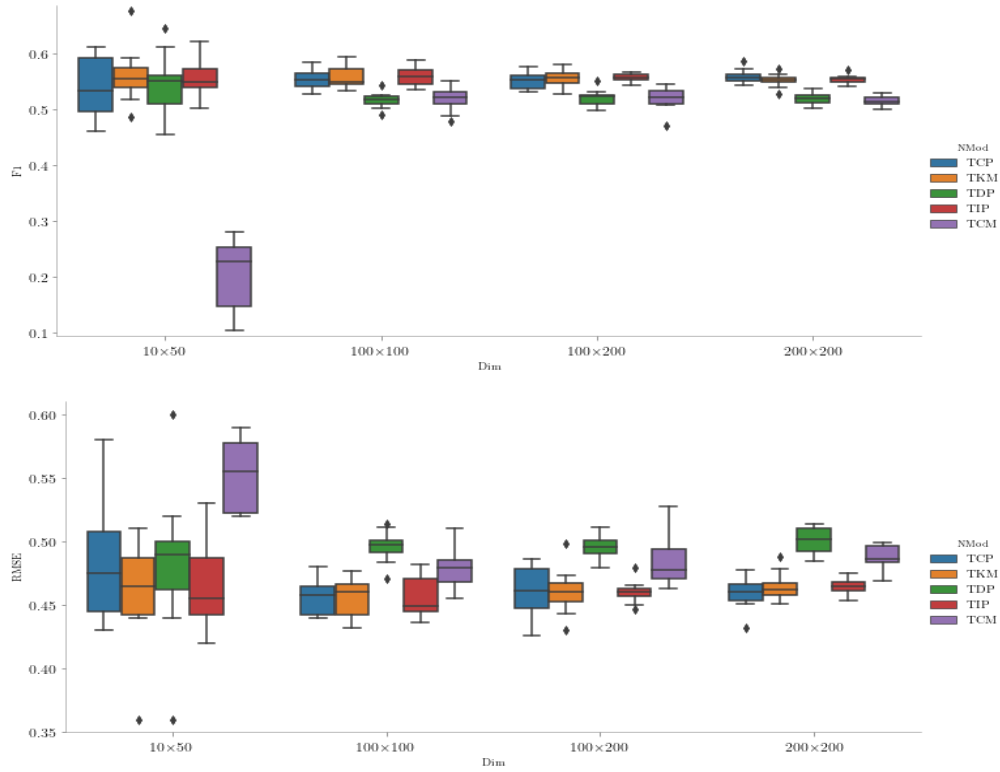 0.6
0.5
0.4
0.3
0.2
0.1
F1
10×50
100×100
100×200
200×200
Dim
NMod
TCP
TKM
TDP
TIP
TCM
0.60
0.55
0.50
0.45
0.40
0.35
RMSE
10×50
100×100
100×200
200×200
Dim
NMod
TCP
TKM
TDP
TIP
TCM